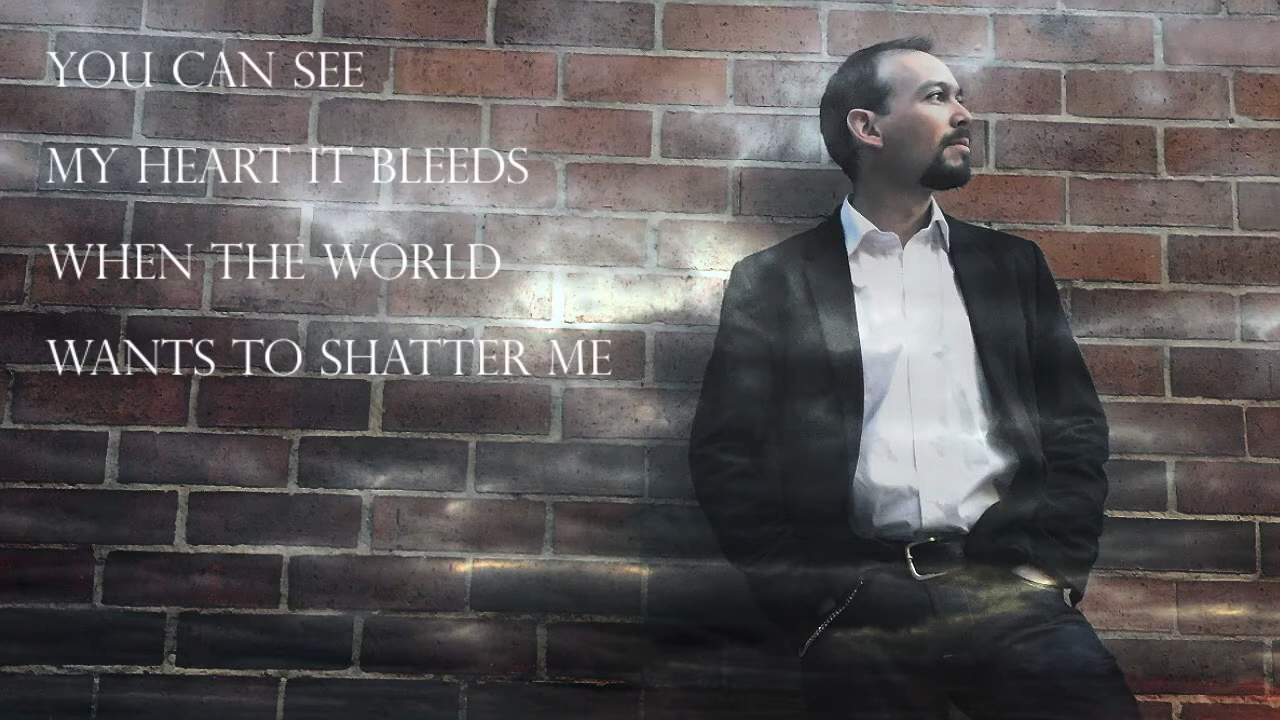 YOU CAN SEE
MY HEART IT BLEEDS
WHEN THE WORLD
WANTS TO SHATTER ME